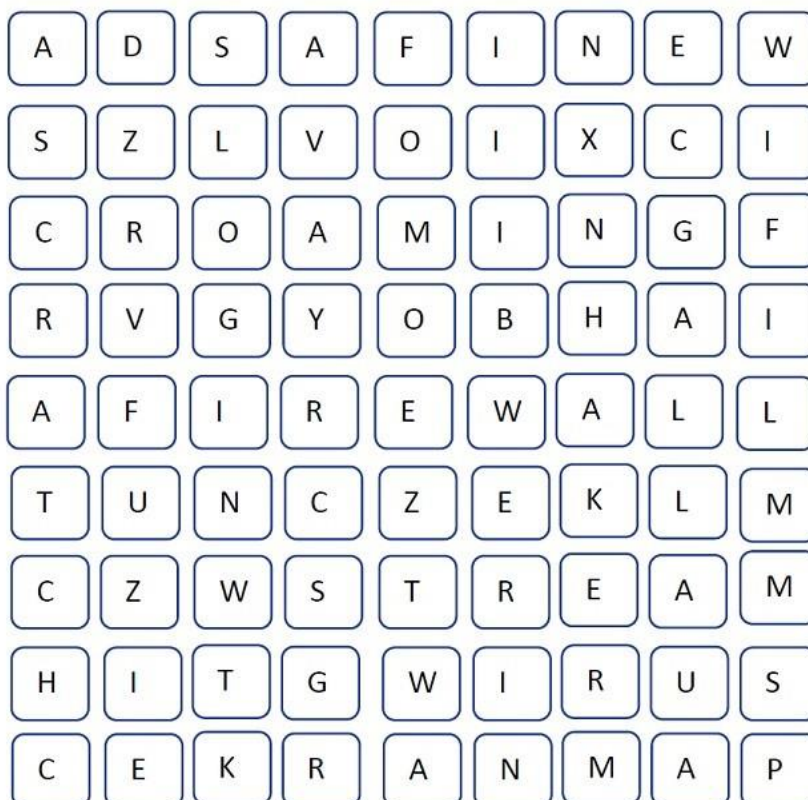 A D S A F I N E W
S Z L V O I X C I
C R O A M I N G F
R V G Y O B H A I
A F I R E W A L L
T U N C Z E K L M
C Z W S T R E A M
H I T G W I R U S
C E K R A N M A P